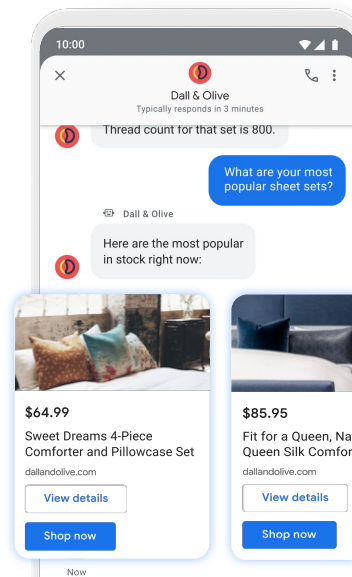 10:00
Dall & Olive
Typically responds in 3 minutes
Thread count for that set is 800.
What are your most
popular sheet sets?
Dall & Olive
Here are the most popular
in stock right now:
$64.99
Sweet Dreams 4-Piece
Comforter and Pillowcase Set
dallandolive.com
View details
Shop now
$85.95
Fit for a Queen, Na
Queen Silk Comfor
dallandolive.com
View details
Shop now
Now